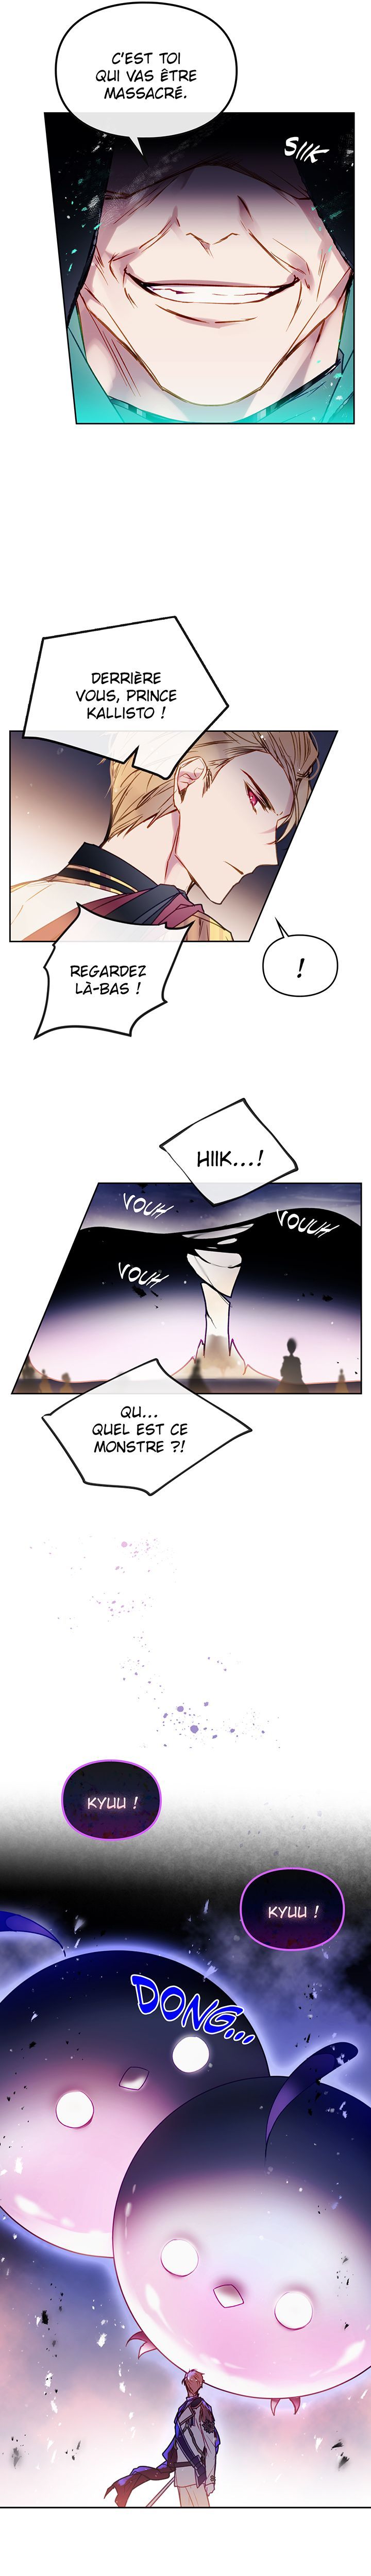 C'EST TOI
QUI VAS ÊTRE
MASSACRÉ.
SIIK
DERRIÈRE
VOUS, PRINCE
KALLISTO !
REGARDEZ
LÀ-BAS !
!
HIIK...!
VOUH
VOUUH
VOUH
QU...
QUEL EST CE
MONSTRE ?!
KYUU !
KYUU !
DONG...